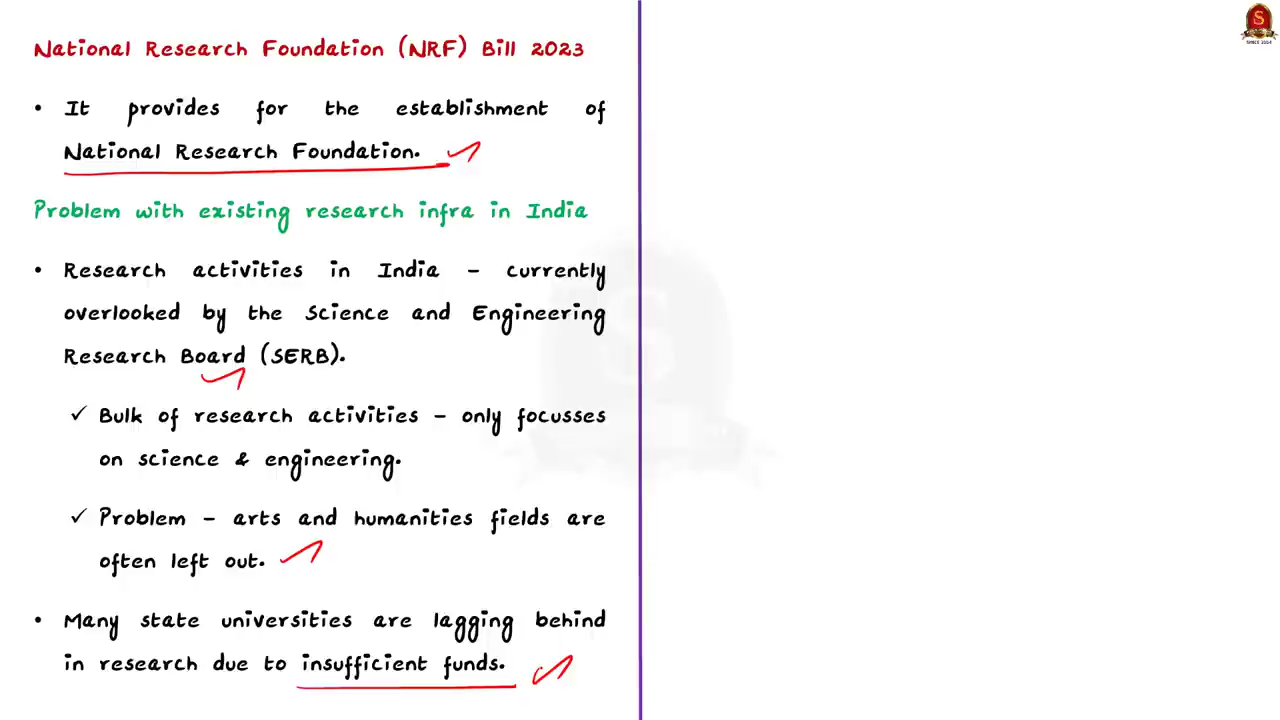 National Research Foundation (NRF) Bill 2023
• It provides for the establishment of
National Research Foundation.
Problem with existing research infra in India
• Research activities in India – currently
overlooked by the Science and Engineering
Research Board (SERB).
✓ Bulk of research activities – only focusses
on science & engineering.
✓ Problem – arts and humanities fields are
often left out.
• Many state universities are lagging behind
in research due to insufficient funds.
S
SINCE 2004
S